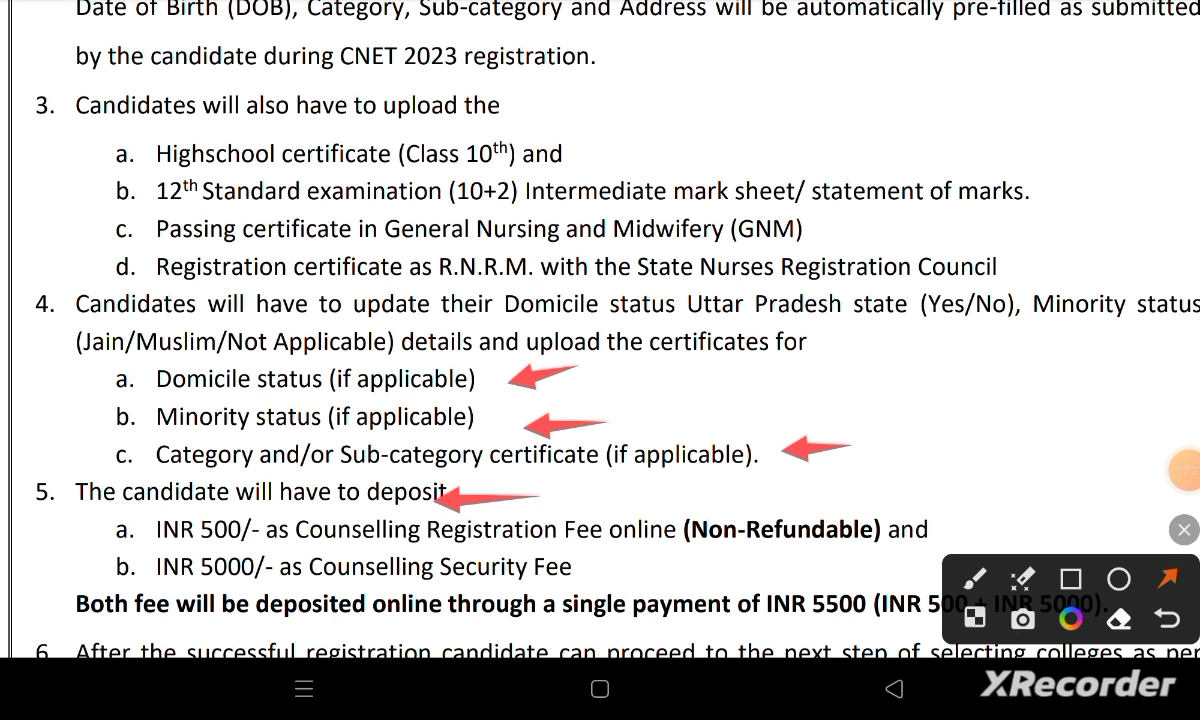 Date of Birth (DOB), Category, Sub-category and Address will be automatically pre-filled as submitted
by the candidate during CNET 2023 registration.
3. Candidates will also have to upload the
a. Highschool certificate (Class 10th) and
b. 12th Standard examination (10+2) Intermediate mark sheet/ statement of marks.
c. Passing certificate in General Nursing and Midwifery (GNM)
d. Registration certificate as R.N.R.M. with the State Nurses Registration Council
4. Candidates will have to update their Domicile status Uttar Pradesh state (Yes/No), Minority status
(Jain/Muslim/Not Applicable) details and upload the certificates for
a. Domicile status (if applicable)
b. Minority status (if applicable)
c. Category and/or Sub-category certificate (if applicable).
5. The candidate will have to deposit
a. INR 500/- as Counselling Registration Fee online (Non-Refundable) and
b. INR 5000/- as Counselling Security Fee
Both fee will be deposited online through a single payment of INR 5500 (INR 500 + INR 5000).
6. After the successful registration candidate can proceed to the next step of selecting colleges as per
XRecorder